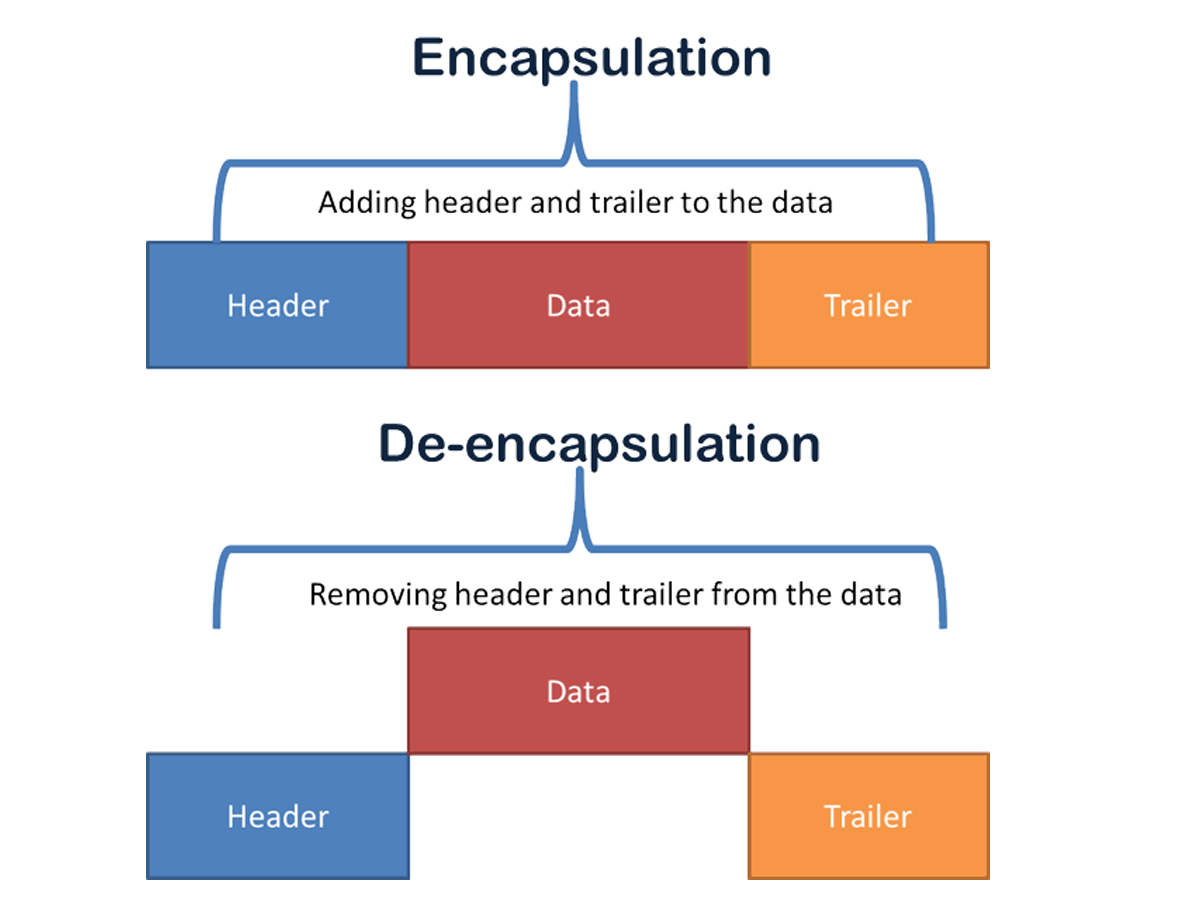 Encapsulation
Adding header and trailer to the data
Header Data Trailer
De-encapsulation
Removing header and trailer from the data
Data
Header Trailer